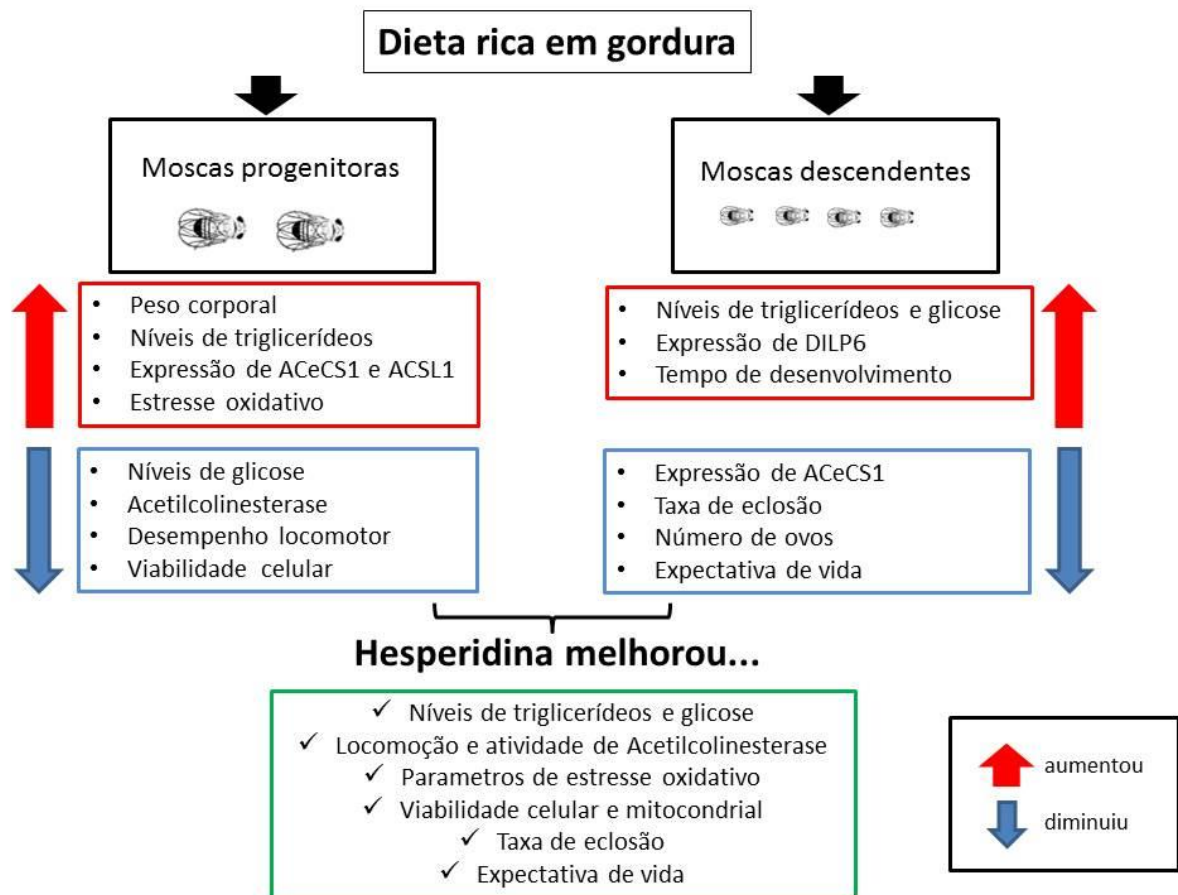 Dieta rica em gordura
Moscas progenitoras
Moscas descendentes
• Peso corporal
• Níveis de triglicerídeos
• Expressão de ACeCS1 e ACSL1
• Estresse oxidativo
• Níveis de triglicerídeos e glicose
• Expressão de DILP6
• Tempo de desenvolvimento
• Níveis de glicose
• Acetilcolinesterase
• Desempenho locomotor
• Viabilidade celular
• Expressão de ACeCS1
• Taxa de eclosão
• Número de ovos
• Expectativa de vida
Hesperidina melhorou...
✓ Níveis de triglicerídeos e glicose
✓ Locomoção e atividade de Acetilcolinesterase
✓ Parametros de estresse oxidativo
✓ Viabilidade celular e mitocondrial
✓ Taxa de eclosão
✓ Expectativa de vida
aumentou
diminuiu